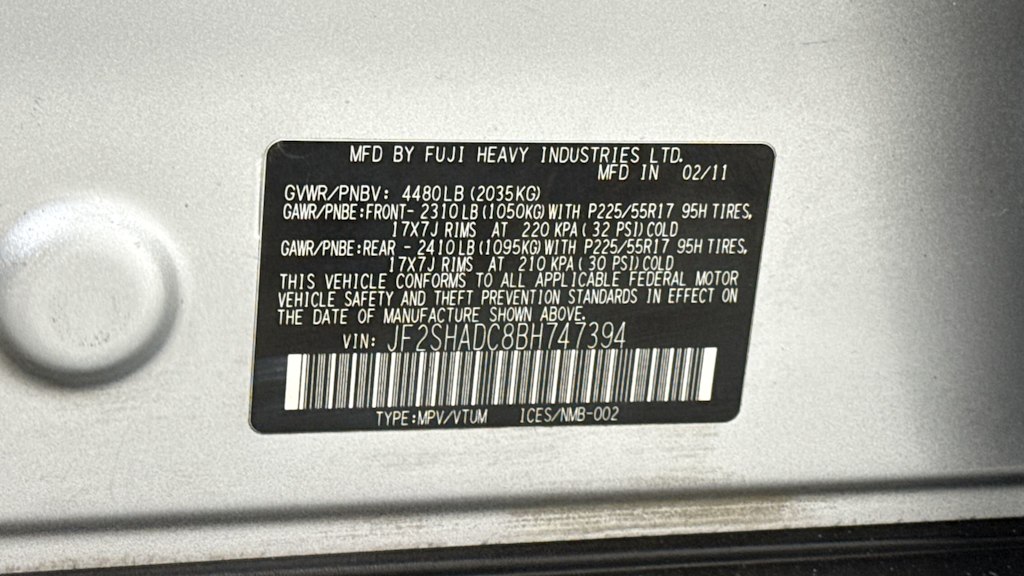 MFD BY FUJI HEAVY INDUSTRIES LTD.
MFD IN 02/11
GVWR/PNBV: 4480LB (2035KG)
GAWR/PNBE:FRONT- 2310LB (1050KG) WITH P225/55R17 95H TIRES,
17X7J RIMS AT 220 KPA ( 32 PSI) COLD
GAWR/PNBE:REAR - 2410LB (1095KG) WITH P225/55R17 95H TIRES,
17X7J RIMS AT 210 KPA ( 30 PSI) COLD
THIS VEHICLE CONFORMS TO ALL APPLICABLE FEDERAL MOTOR
VEHICLE SAFETY AND THEFT PREVENTION STANDARDS IN EFFECT ON
THE DATE OF MANUFACTURE SHOWN ABOVE.
VIN: JF2SHADC8BH747394
TYPE:MPV/VTUM ICES/NMB-002